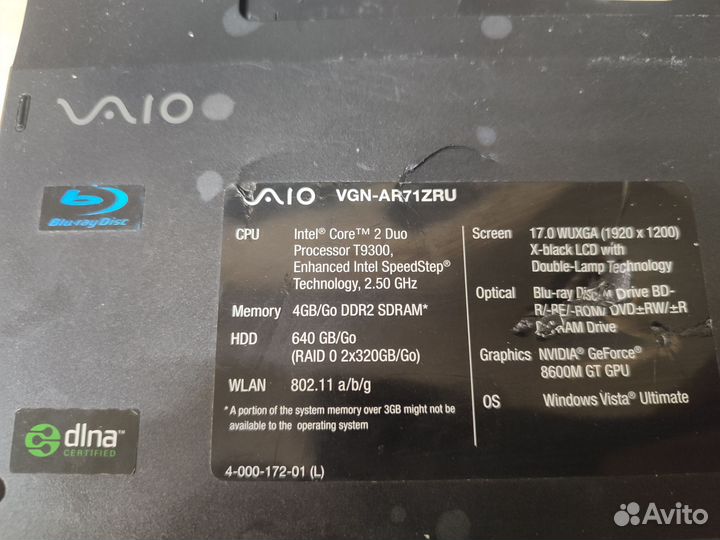 VAIO
Blu-ray Disc
VAIO VGN-AR71ZRU
CPU Intel® Core™ 2 Duo
Processor T9300,
Enhanced Intel SpeedStep®
Technology, 2.50 GHz
Memory 4GB/Go DDR2 SDRAM*
HDD 640 GB/Go
(RAID 0 2x320GB/Go)
WLAN 802.11 a/b/g
* A portion of the system memory over 3GB might not be
available to the operating system
4-000-172-01 (L)
Screen 17.0 WUXGA (1920 x 1200)
X-black LCD with
Double-Lamp Technology
Optical Blu-ray Drive BD-
R/-RE/-ROM/ DVD±RW/±R
Drive
Graphics NVIDIA® GeForce®
8600M GT GPU
OS Windows Vista® Ultimate
dlna™
CERTIFIED
Avito